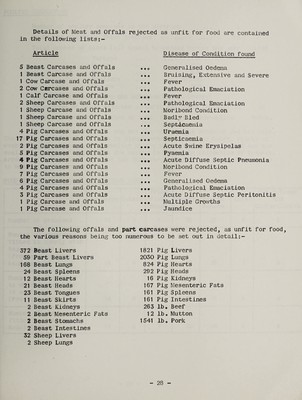 Details of Meat and Offals rejected as unfit for food are contained
in the following lists:-
Article Disease of Condition found
5 Beast Carcases and Offals ... Generalised Oedema
1 Beast Carcase and Offals ... Bruising, Extensive and Severe
1 Cow Carcase and Offals ... Fever
2 Cow Carcases and Offals ... Pathological Emaciation
1 Calf Carcase and Offals ... Fever
2 Sheep Carcases and Offals ... Pathological Emaciation
1 Sheep Carcase and Offals ... Moribond Condition
1 Sheep Carcase and Offals ... Badly Bled
1 Sheep Carcase and Offals ... Septaemia
4 Pig Carcases and Offals ... Uraemia
17 Pig Carcases and Offals ... Septicaemia
2 Pig Carcases and Offals ... Acute Swine Erysipelas
5 Pig Carcases and Offals ... Pyaemia
4 Pig Carcases and Offals ... Acute Diffuse Septic Pneumonia
9 Pig Carcases and Offals ... Moribond Condition
7 Pig Carcases and Offals ... Fever
6 Pig Carcases and Offals ... Generalised Oedema
4 Pig Carcases and Offals ... Pathological Emaciation
3 Pig Carcases and Offals ... Acute Diffuse Septic Peritonitis
1 Pig Carcase and Offals ... Multiple Growths
1 Pig Carcase and Offals ... Jaundice
The following offals and part carcases were rejected, as unfit for food,
the various reasons being too numerous to be set out in detail:-
372 Beast Livers 1821 Pig Livers
59 Part Beast Livers 2030 Pig Lungs
168 Beast Lungs 824 Pig Hearts
24 Beast Spleens 292 Pig Heads
12 Beast Hearts 16 Pig Kidneys
21 Beast Heads 167 Pig Mesenteric Fats
23 Beast Tongues 161 Pig Spleens
11 Beast Skirts 161 Pig Intestines
2 Beast Kidneys 263 lb. Beef
2 Beast Mesenteric Fats 12 lb. Mutton
2 Beast Stomachs 1541 lb. Pork
2 Beast Intestines
32 Sheep Livers
2 Sheep Lungs
- 20 -